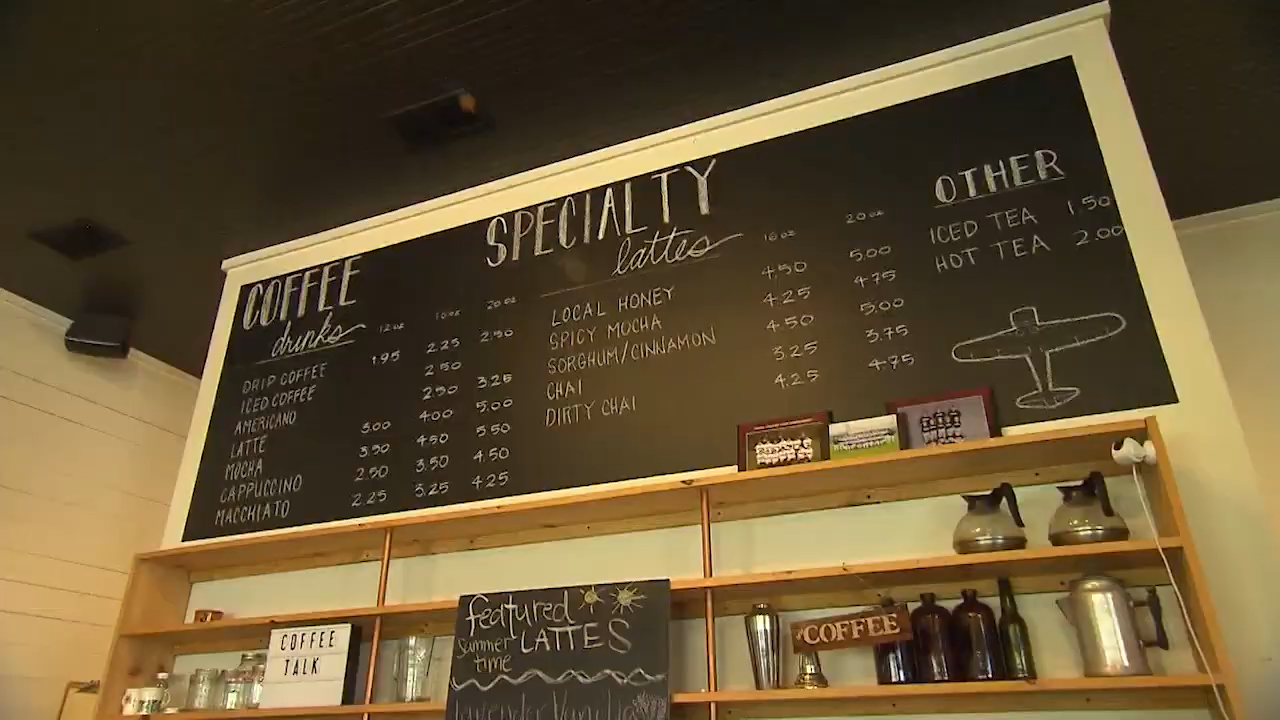 COFFEE
drinks
12 oz 16 oz 20 oz
DRIP COFFEE 1.95 2.25 2.50
ICED COFFEE 2.50
AMERICANO 2.50 3.25
LATTE 3.00 4.00 5.00
MOCHA 3.50 4.50 5.50
CAPPUCCINO 2.50 3.50 4.50
MACCHIATO 2.25 3.25 4.25
SPECIALTY
lattes
16 oz 20 oz
LOCAL HONEY 4.50 5.00
SPICY MOCHA 4.25 4.75
SORGHUM/CINNAMON 4.50 5.00
CHAI 3.25 3.75
DIRTY CHAI 4.25 4.75
OTHER
ICED TEA 1.50
HOT TEA 2.00
COFFEE
TALK
featured
summer time LATTES
lavender Vanilla
COFFEE